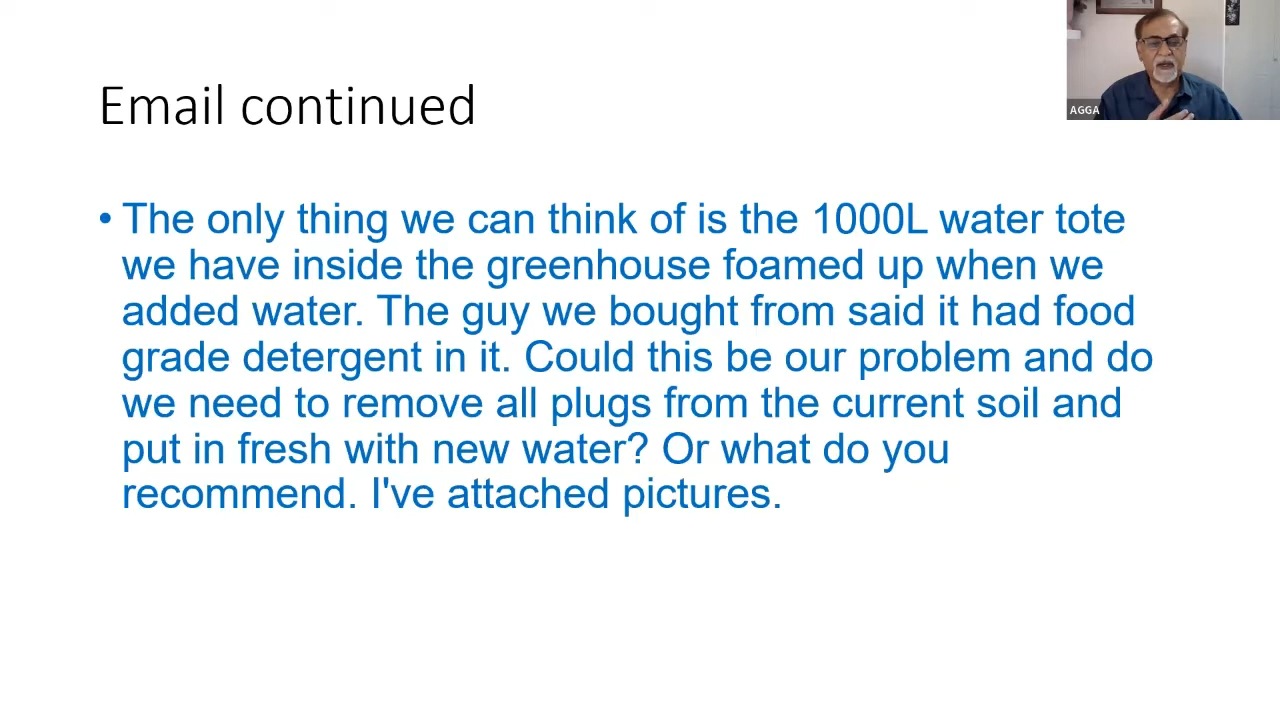 AGGA
Email continued
• The only thing we can think of is the 1000L water tote
we have inside the greenhouse foamed up when we
added water. The guy we bought from said it had food
grade detergent in it. Could this be our problem and do
we need to remove all plugs from the current soil and
put in fresh with new water? Or what do you
recommend. I've attached pictures.